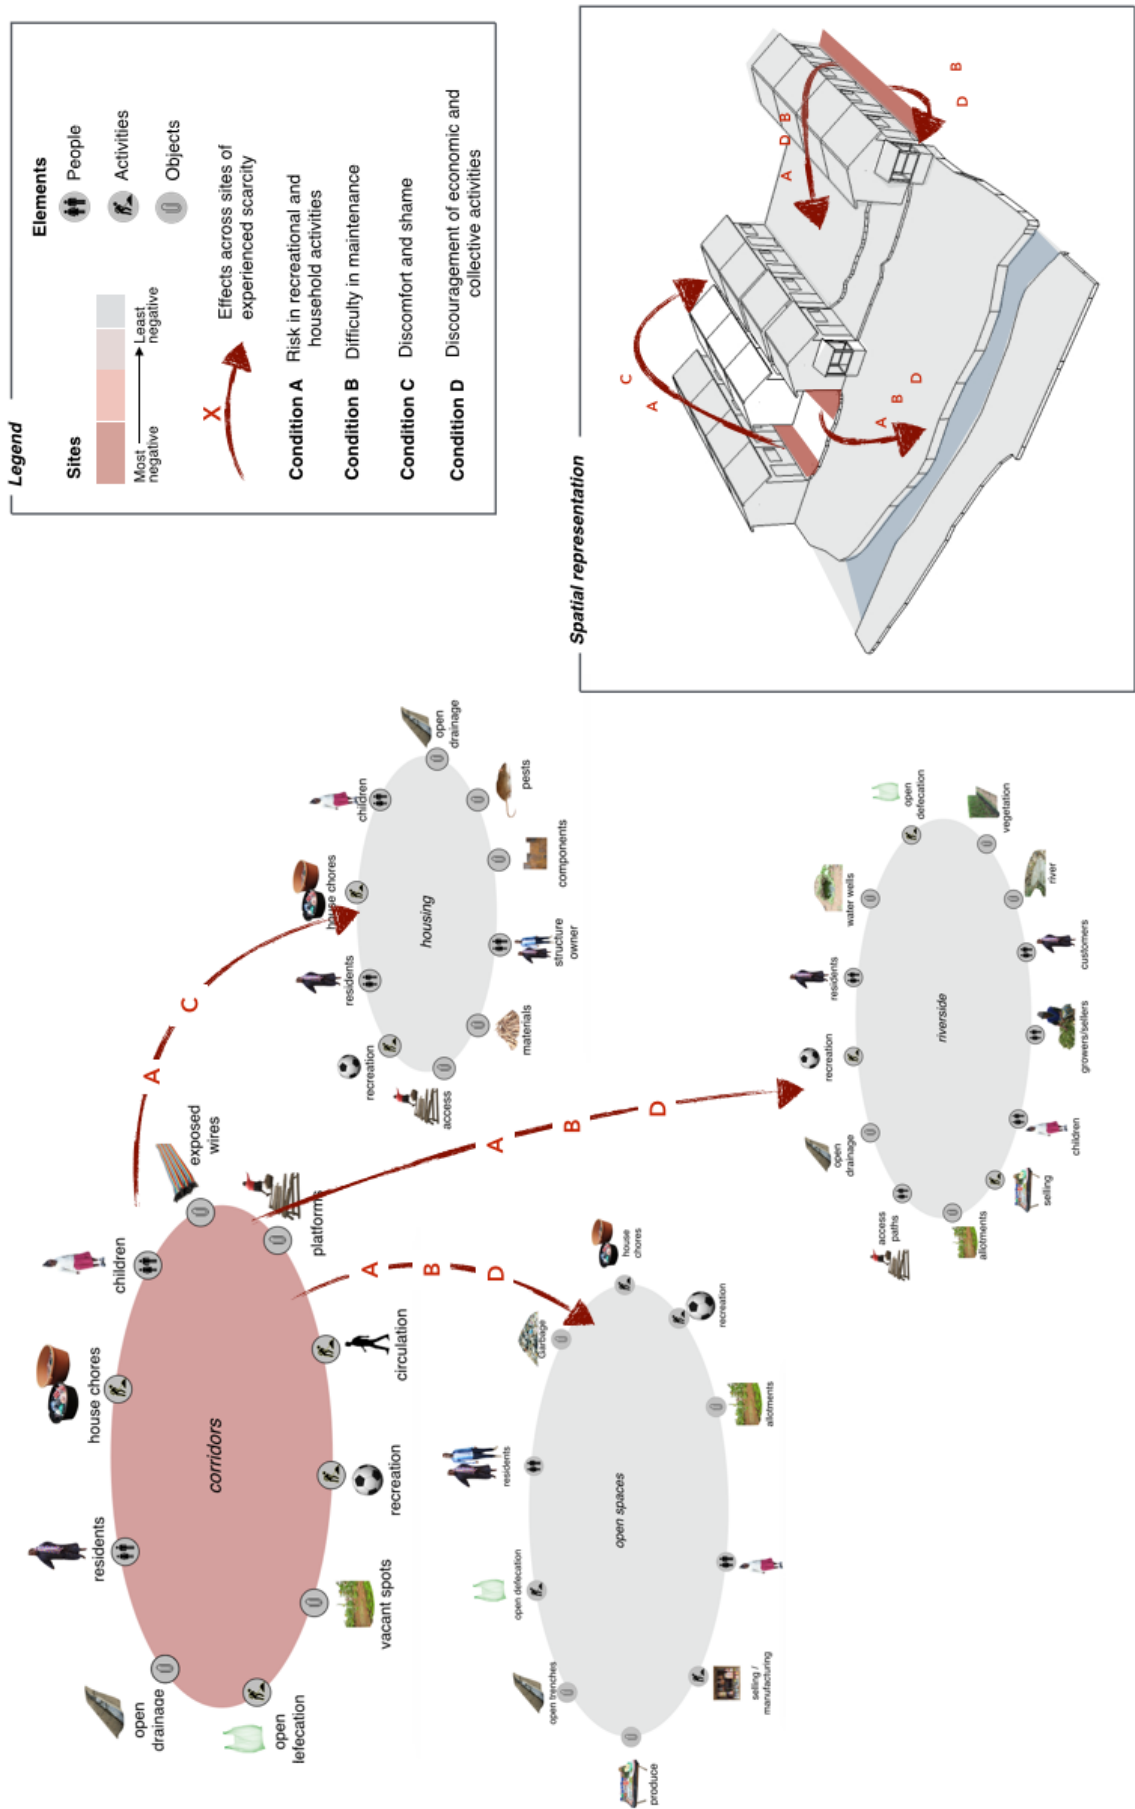 Legend
Sites
Most
negative
Least
negative
Elements
People
Activities
Objects
X
Effects across sites of
experienced scarcity
Condition A
Risk in recreational and
household activities
Condition B
Difficulty in maintenance
Condition C
Discomfort and shame
Condition D
Discouragement of economic and
collective activities
corridors
open
drainage
residents
house chores
children
exposed
wires
platforms
circulation
recreation
vacant spots
open
lefecation
A
C
A
B
D
A
B
D
housing
access
recreation
residents
house chores
children
open
drainage
pests
components
structure
owner
materials
open spaces
produce
open trenches
open defecation
residents
Garbage
house
chores
recreation
allotments
selling /
manufacturing
riverside
allotments
access
paths
open
drainage
recreation
residents
water wells
open
defecation
vegetation
river
customers
growers/sellers
children
selling
Spatial representation
A
C
A
B
D
A
D
B
D
B